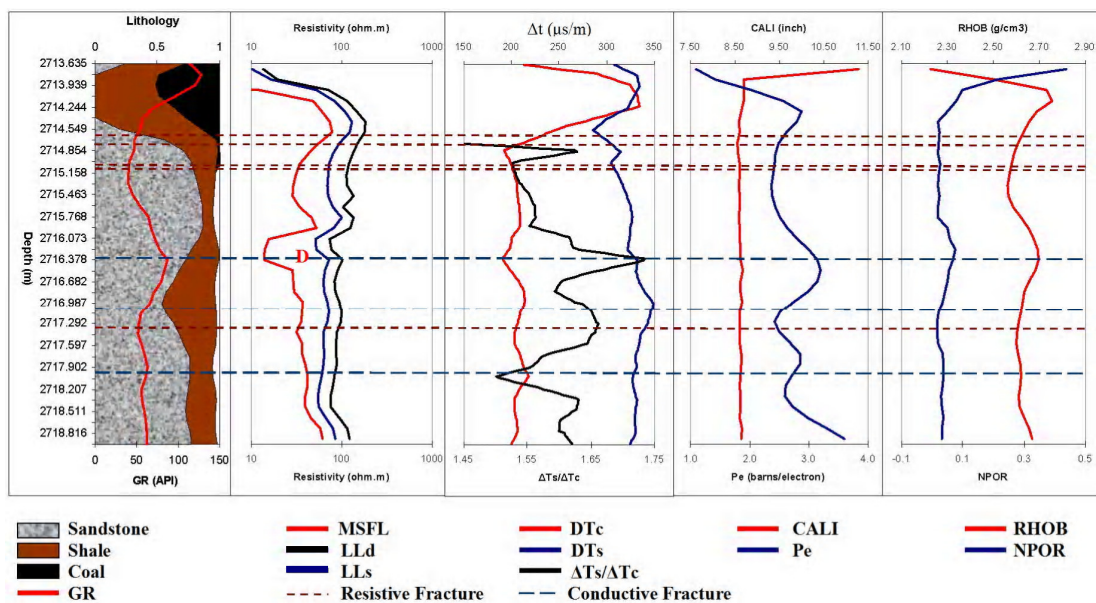 Lithology
0 0.5 1
Resistivity (ohm.m)
10 100 1000
Δt (µs/m)
150 200 250 300 350
CALI (inch)
7.50 8.50 9.50 10.50 11.50
RHOB (g/cm3)
2.10 2.30 2.50 2.70 2.90
Depth (m)
2713.635
2713.939
2714.244
2714.549
2714.854
2715.158
2715.463
2715.768
2716.073
2716.378
2716.682
2716.987
2717.292
2717.597
2717.902
2718.207
2718.511
2718.816
D
0 50 100 150
GR (API)
10 100 1000
Resistivity (ohm.m)
1.45 1.55 1.65 1.75
ΔTs/ΔTc
1.0 2.0 3.0 4.0
Pe (barns/electron)
-0.1 0.1 0.3 0.5
NPOR
Sandstone
Shale
Coal
GR
MSFL
LLd
LLs
Resistive Fracture
DTc
DTs
ΔTs/ΔTc
Conductive Fracture
CALI
Pe
RHOB
NPOR